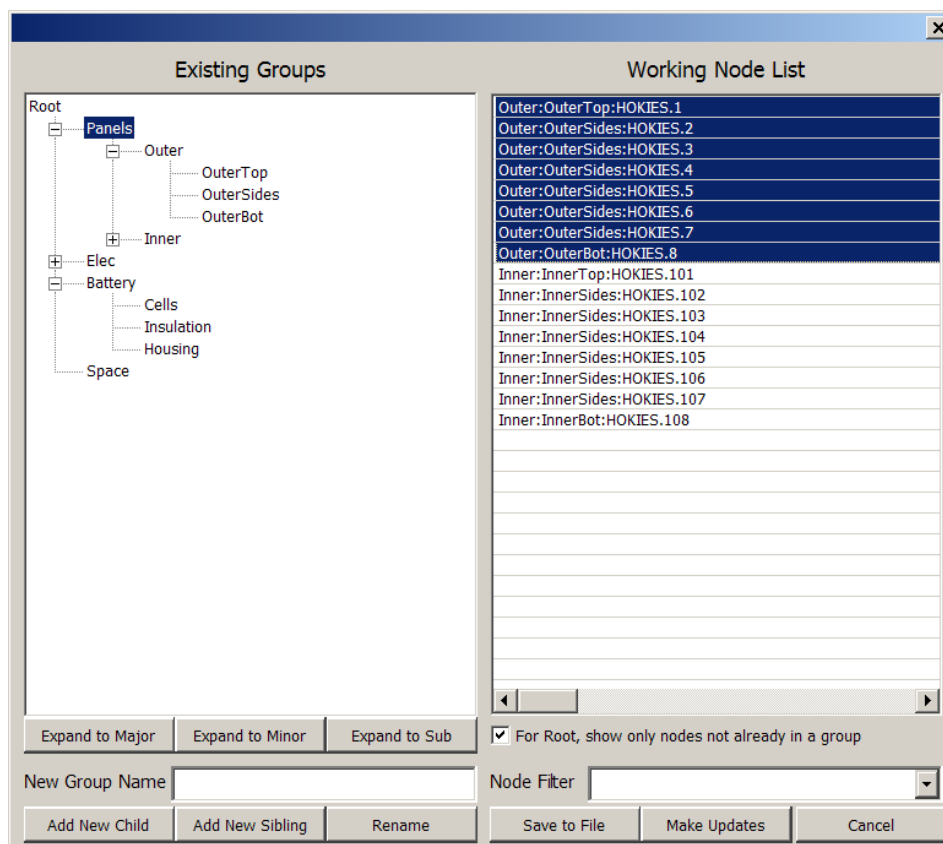 Existing Groups
Root
Panels
Outer
OuterTop
OuterSides
OuterBot
Inner
Elec
Battery
Cells
Insulation
Housing
Space
Expand to Major
Expand to Minor
Expand to Sub
New Group Name
Add New Child
Add New Sibling
Rename
Working Node List
Outer:OuterTop:HOKIES.1
Outer:OuterSides:HOKIES.2
Outer:OuterSides:HOKIES.3
Outer:OuterSides:HOKIES.4
Outer:OuterSides:HOKIES.5
Outer:OuterSides:HOKIES.6
Outer:OuterSides:HOKIES.7
Outer:OuterBot:HOKIES.8
Inner:InnerTop:HOKIES.101
Inner:InnerSides:HOKIES.102
Inner:InnerSides:HOKIES.103
Inner:InnerSides:HOKIES.104
Inner:InnerSides:HOKIES.105
Inner:InnerSides:HOKIES.106
Inner:InnerSides:HOKIES.107
Inner:InnerBot:HOKIES.108
For Root, show only nodes not already in a group
Node Filter
Save to File
Make Updates
Cancel